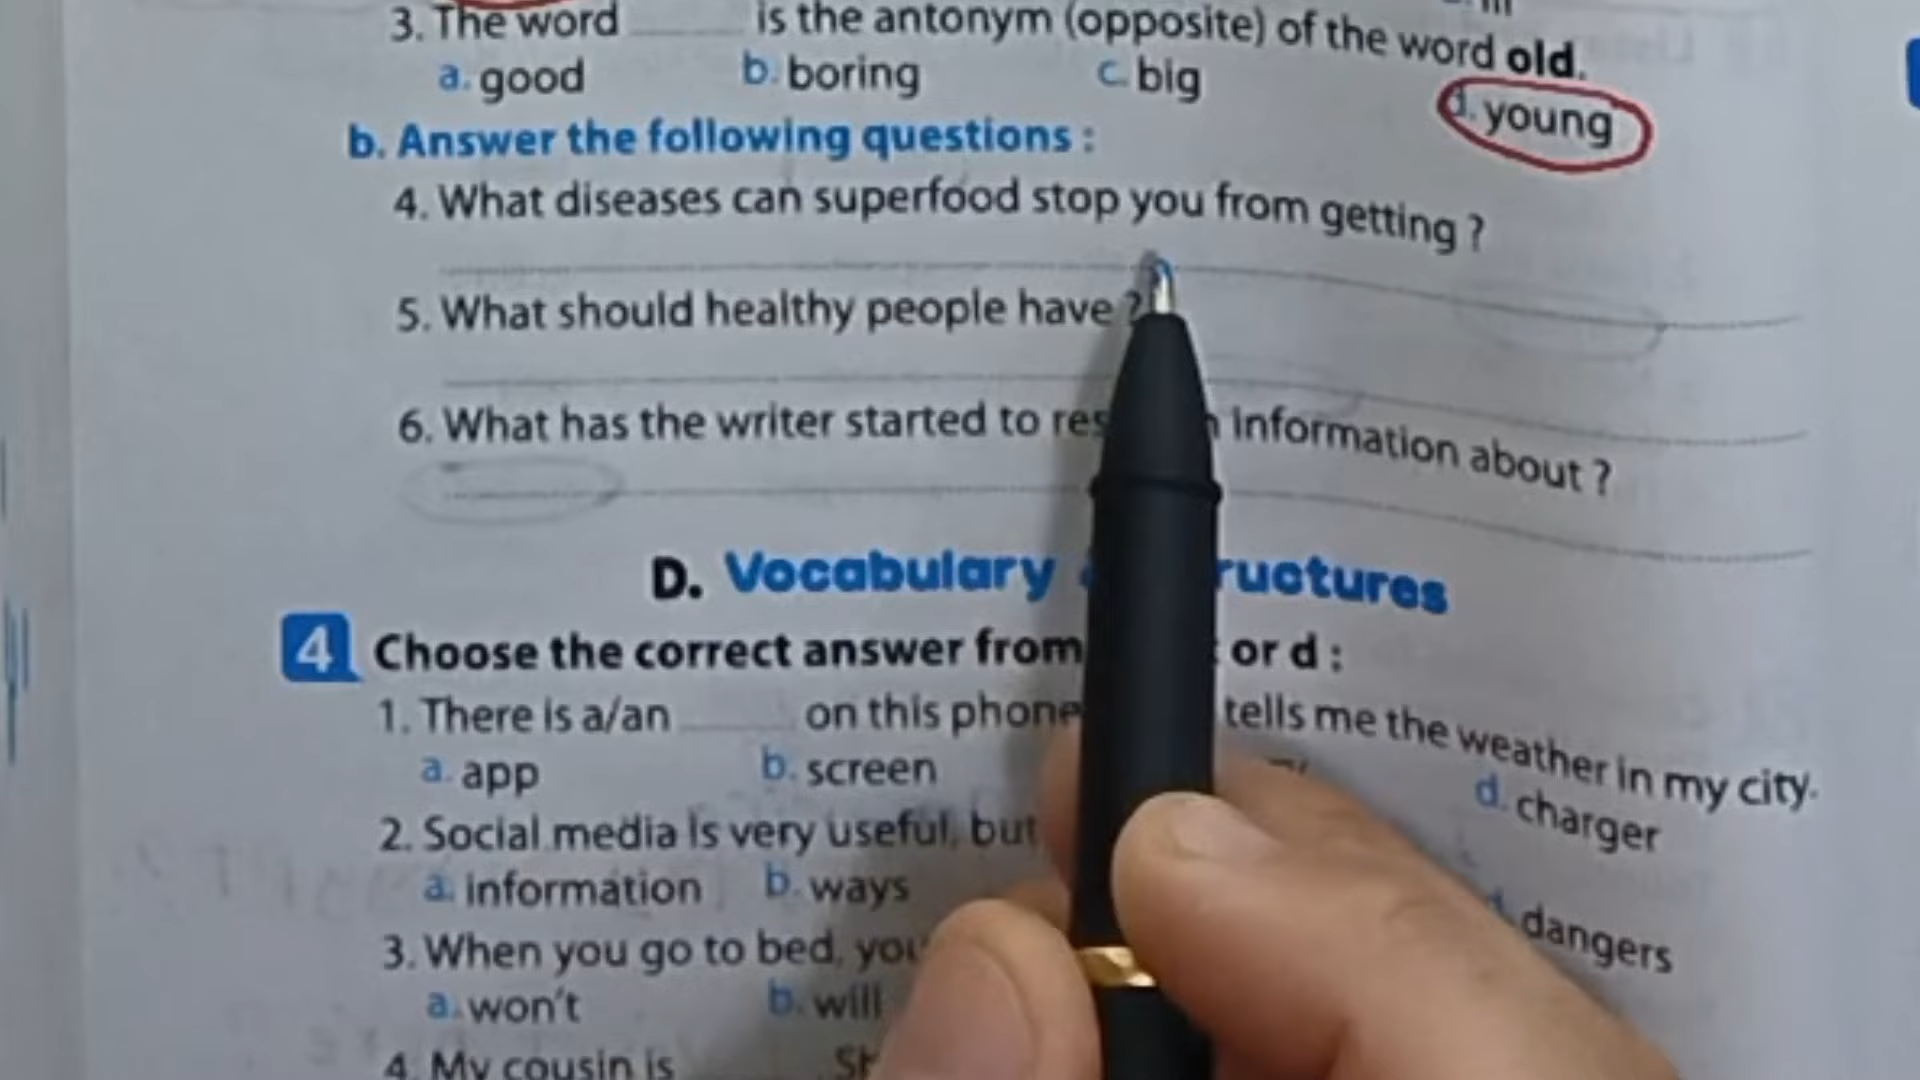 3. The word ____ is the antonym (opposite) of the word old.
a. good b. boring c. big d. young
b. Answer the following questions :
4. What diseases can superfood stop you from getting ?
5. What should healthy people have ?
6. What has the writer started to information about ?
D. Vocabulary
4 Choose the correct answer from or d :
1. There is a/an ____ on this phone tells me the weather in my city.
a. app b. screen d. charger
2. Social media is very useful, but
a. information b. ways d. dangers
3. When you go to bed, you
a. won't b. will
4. My cousin is